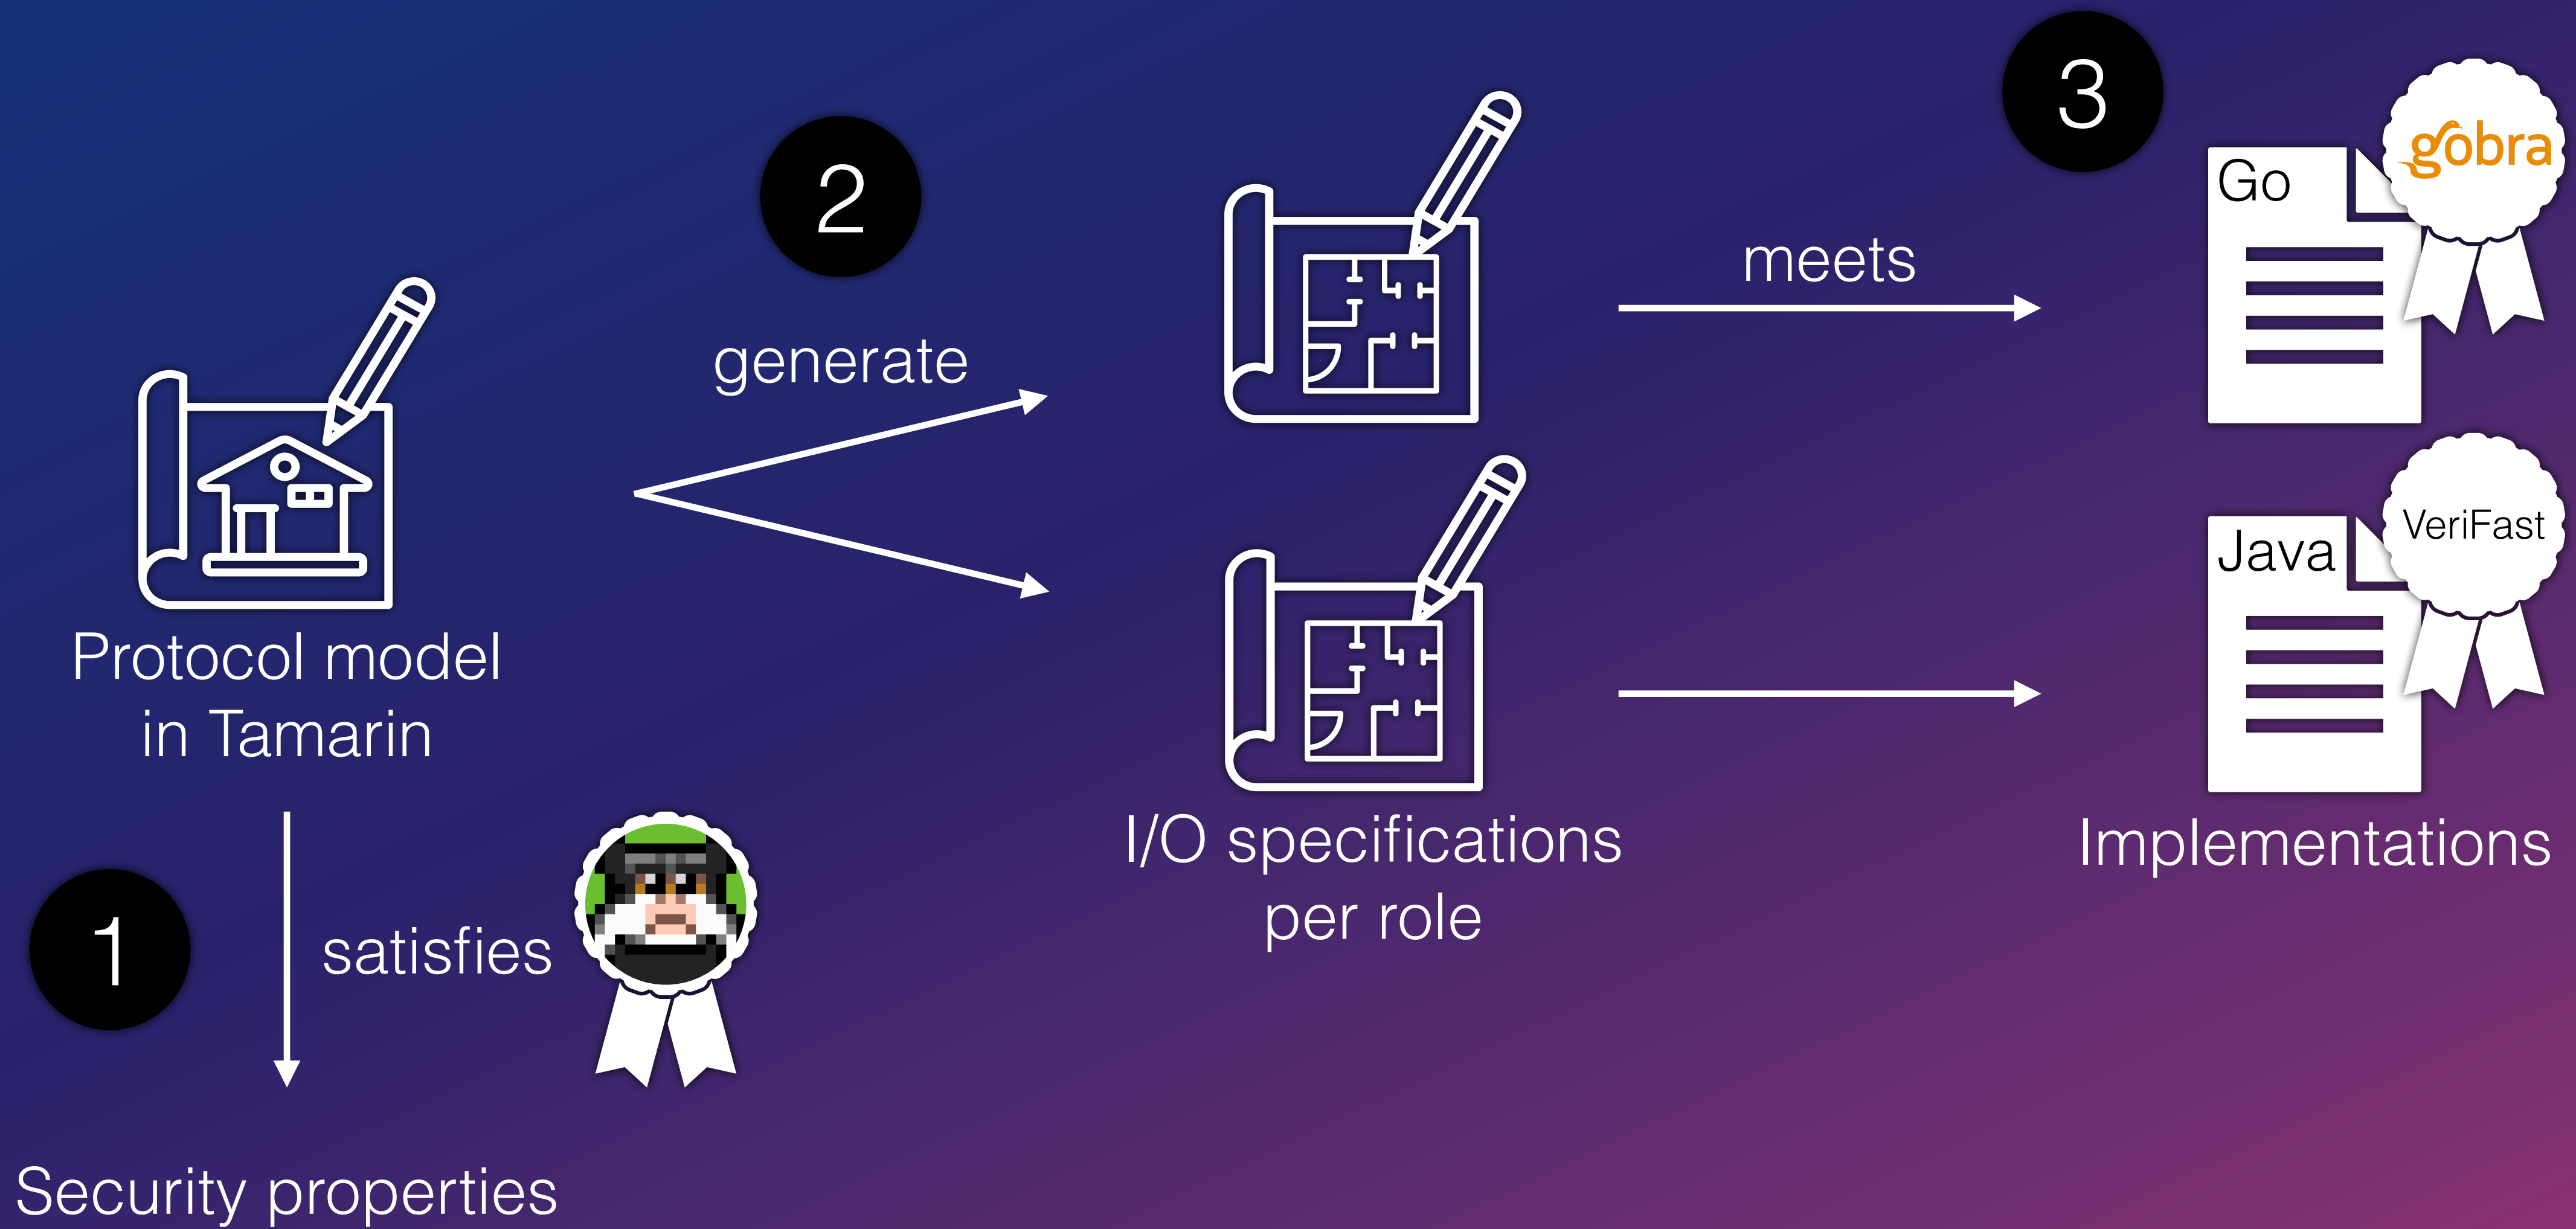 1
2
3
generate
meets
Protocol model
in Tamarin
satisfies
Security properties
I/O specifications
per role
Go
gobra
Java
VeriFast
Implementations